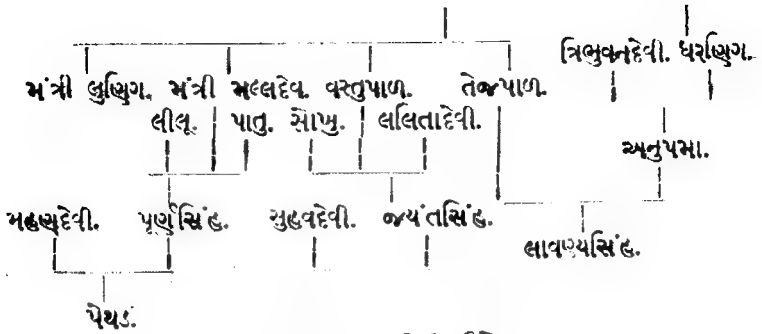 ત્રિભુવનદેવી. ધરણિગ.
મંત્રી લુણિગ. મંત્રી મલ્લદેવ. વસ્તુપાળ. તેજપાળ.
લીલૂ. પાતુ. સોખુ. લલિતાદેવી.
અનુપમા.
મહણદેવી. પૂર્ણસિંહ. સુહવદેવી. જયંતસિંહ.
લાવણ્યસિંહ.
પેથડ.